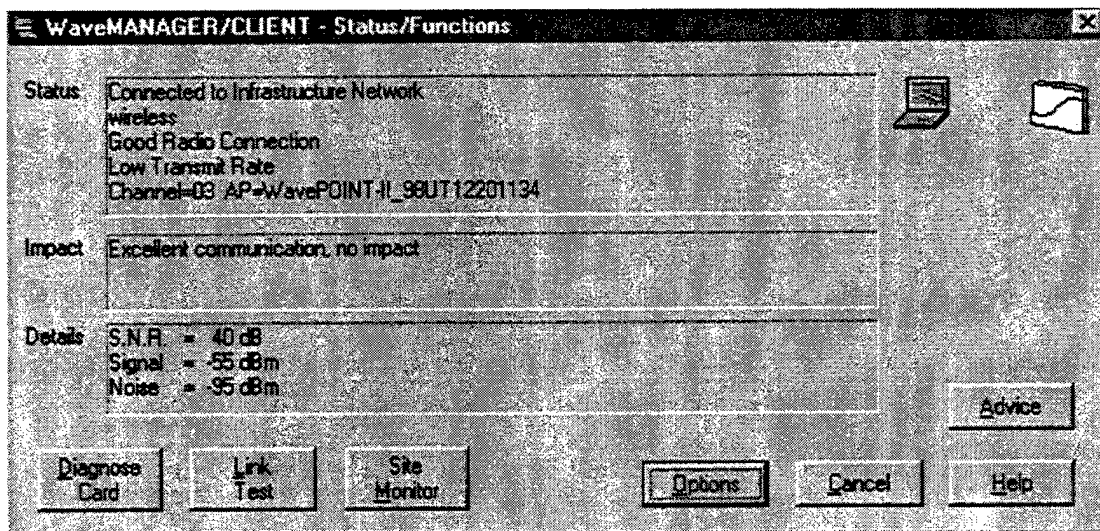 WaveMANAGER/CLIENT - Status/Functions
Status
Connected to Infrastructure Network
wireless
Good Radio Connection
Low Transmit Rate
Channel=03 AP=WavePOINT-II_98UT12201134
Impact
Excellent communication, no impact
Details
S.N.R. = 40 dB
Signal = -55 dBm
Noise = -95 dBm
Advice
Diagnose
Card
Link
Test
Site
Monitor
Options
Cancel
Help